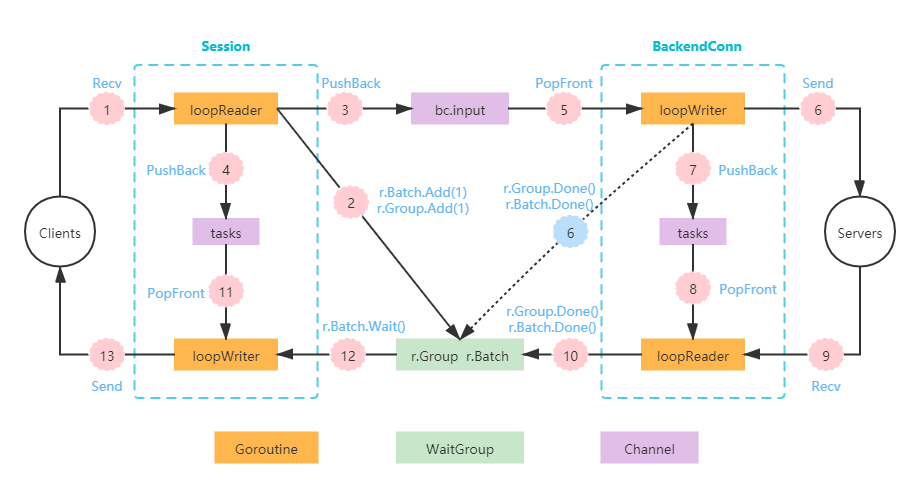 Session
BackendConn
Recv
PushBack
PopFront
Send
1
loopReader
3
bc.input
5
loopWriter
6
PushBack
4
7
PushBack
r.Batch.Add(1)
r.Group.Add(1)
2
r.Group.Done()
r.Batch.Done()
Clients
tasks
6
tasks
Servers
PopFront
11
8
PopFront
r.Batch.Wait()
r.Group.Done()
r.Batch.Done()
13
loopWriter
12
r.Group r.Batch
10
loopReader
9
Send
Recv
Goroutine
WaitGroup
Channel